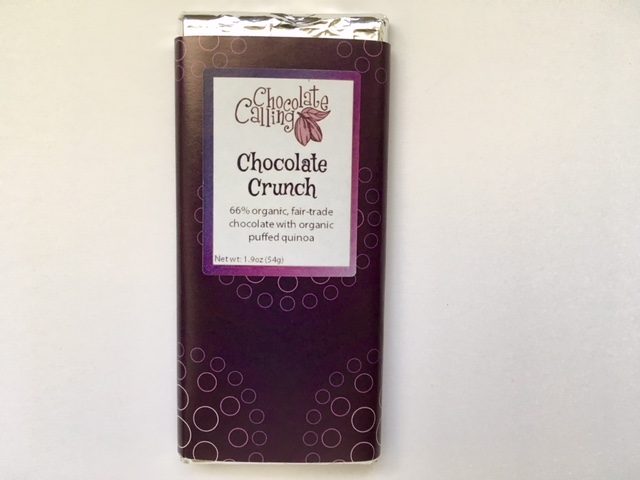 Chocolate
Calling
Chocolate
Crunch
66% organic, fair-trade
chocolate with organic
puffed quinoa
Net wt: 1.9oz (54g)